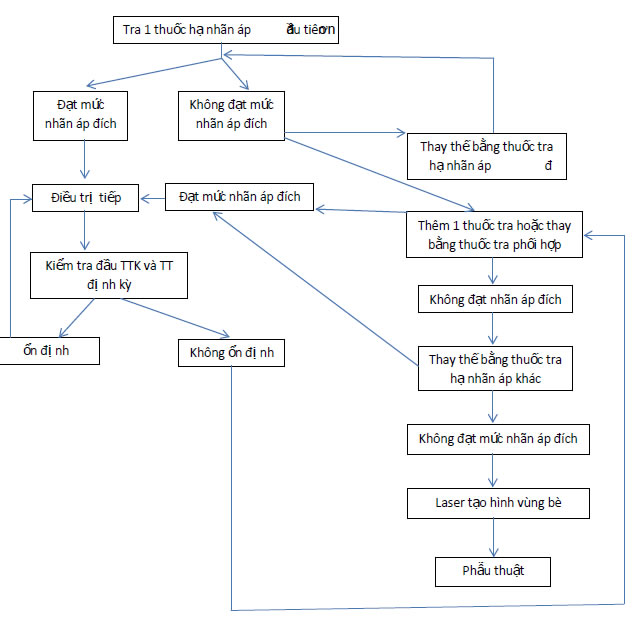 Tra 1 thuốc hạ nhãn áp đầu tiên
Đạt mức
nhãn áp đích
Không đạt mức
nhãn áp đích
Thay thế bằng thuốc tra
hạ nhãn áp đ
Điều trị tiếp
Đạt mức nhãn áp đích
Thêm 1 thuốc tra hoặc thay
bằng thuốc tra phối hợp
Kiểm tra đầu TTK và TT
định kỳ
Không đạt nhãn áp đích
ổn định
Không ổn định
Thay thế bằng thuốc tra
hạ nhãn áp khác
Không đạt mức nhãn áp đích
Laser tạo hình vùng bè
Phẫu thuật